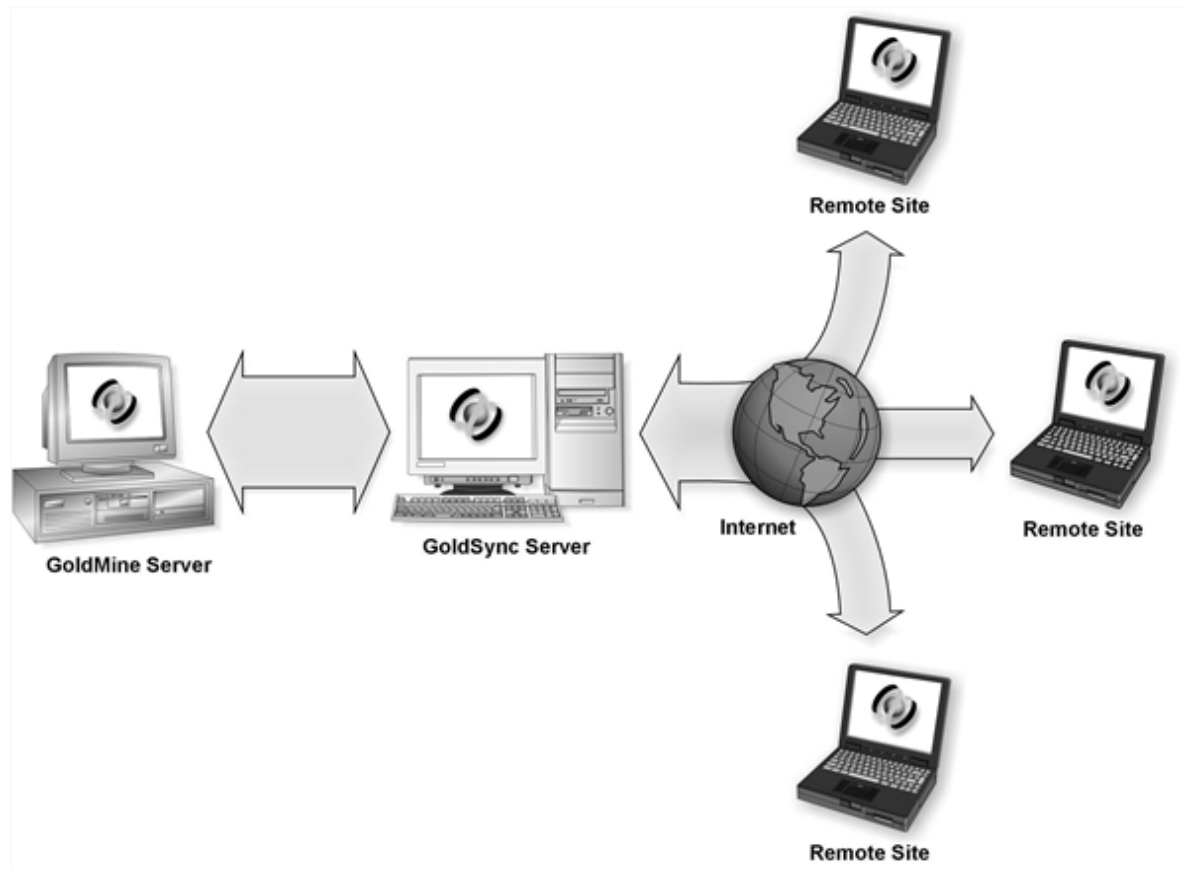 Remote Site
GoldMine Server
GoldSync Server
Internet
Remote Site
Remote Site